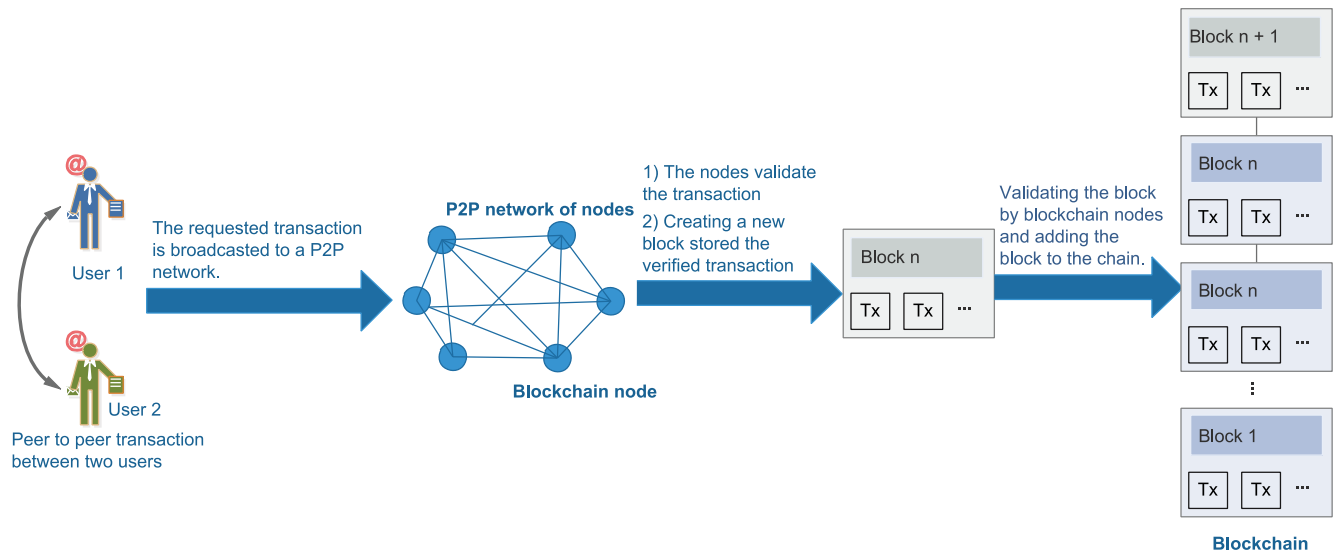 @
User 1
@
User 2
Peer to peer transaction
between two users
The requested transaction
is broadcasted to a P2P
network.
P2P network of nodes
Blockchain node
1) The nodes validate
the transaction
2) Creating a new
block stored the
verified transaction
Block n
Tx Tx ...
Validating the block
by blockchain nodes
and adding the
block to the chain.
Block n + 1
Tx Tx ...
Block n
Tx Tx ...
Block n
Tx Tx ...
...
Block 1
Tx Tx ...
Blockchain